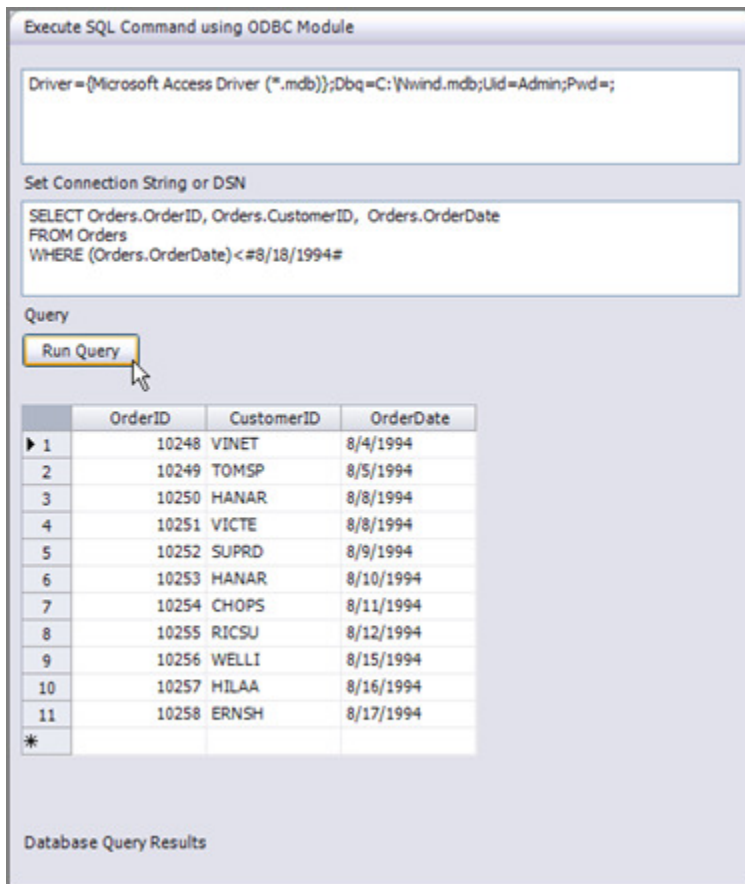 Execute SQL Command using ODBC Module
Driver={Microsoft Access Driver (*.mdb)};Dbq=C:\Nwind.mdb;Uid=Admin;Pwd=;
Set Connection String or DSN
SELECT Orders.OrderID, Orders.CustomerID, Orders.OrderDate
FROM Orders
WHERE (Orders.OrderDate)<#8/18/1994#
Query
Run Query
OrderID CustomerID OrderDate
1 10248 VINET 8/4/1994
2 10249 TOMSP 8/5/1994
3 10250 HANAR 8/8/1994
4 10251 VICTE 8/8/1994
5 10252 SUPRD 8/9/1994
6 10253 HANAR 8/10/1994
7 10254 CHOPS 8/11/1994
8 10255 RICSU 8/12/1994
9 10256 WELLI 8/15/1994
10 10257 HILAA 8/16/1994
11 10258 ERNSH 8/17/1994
*
Database Query Results